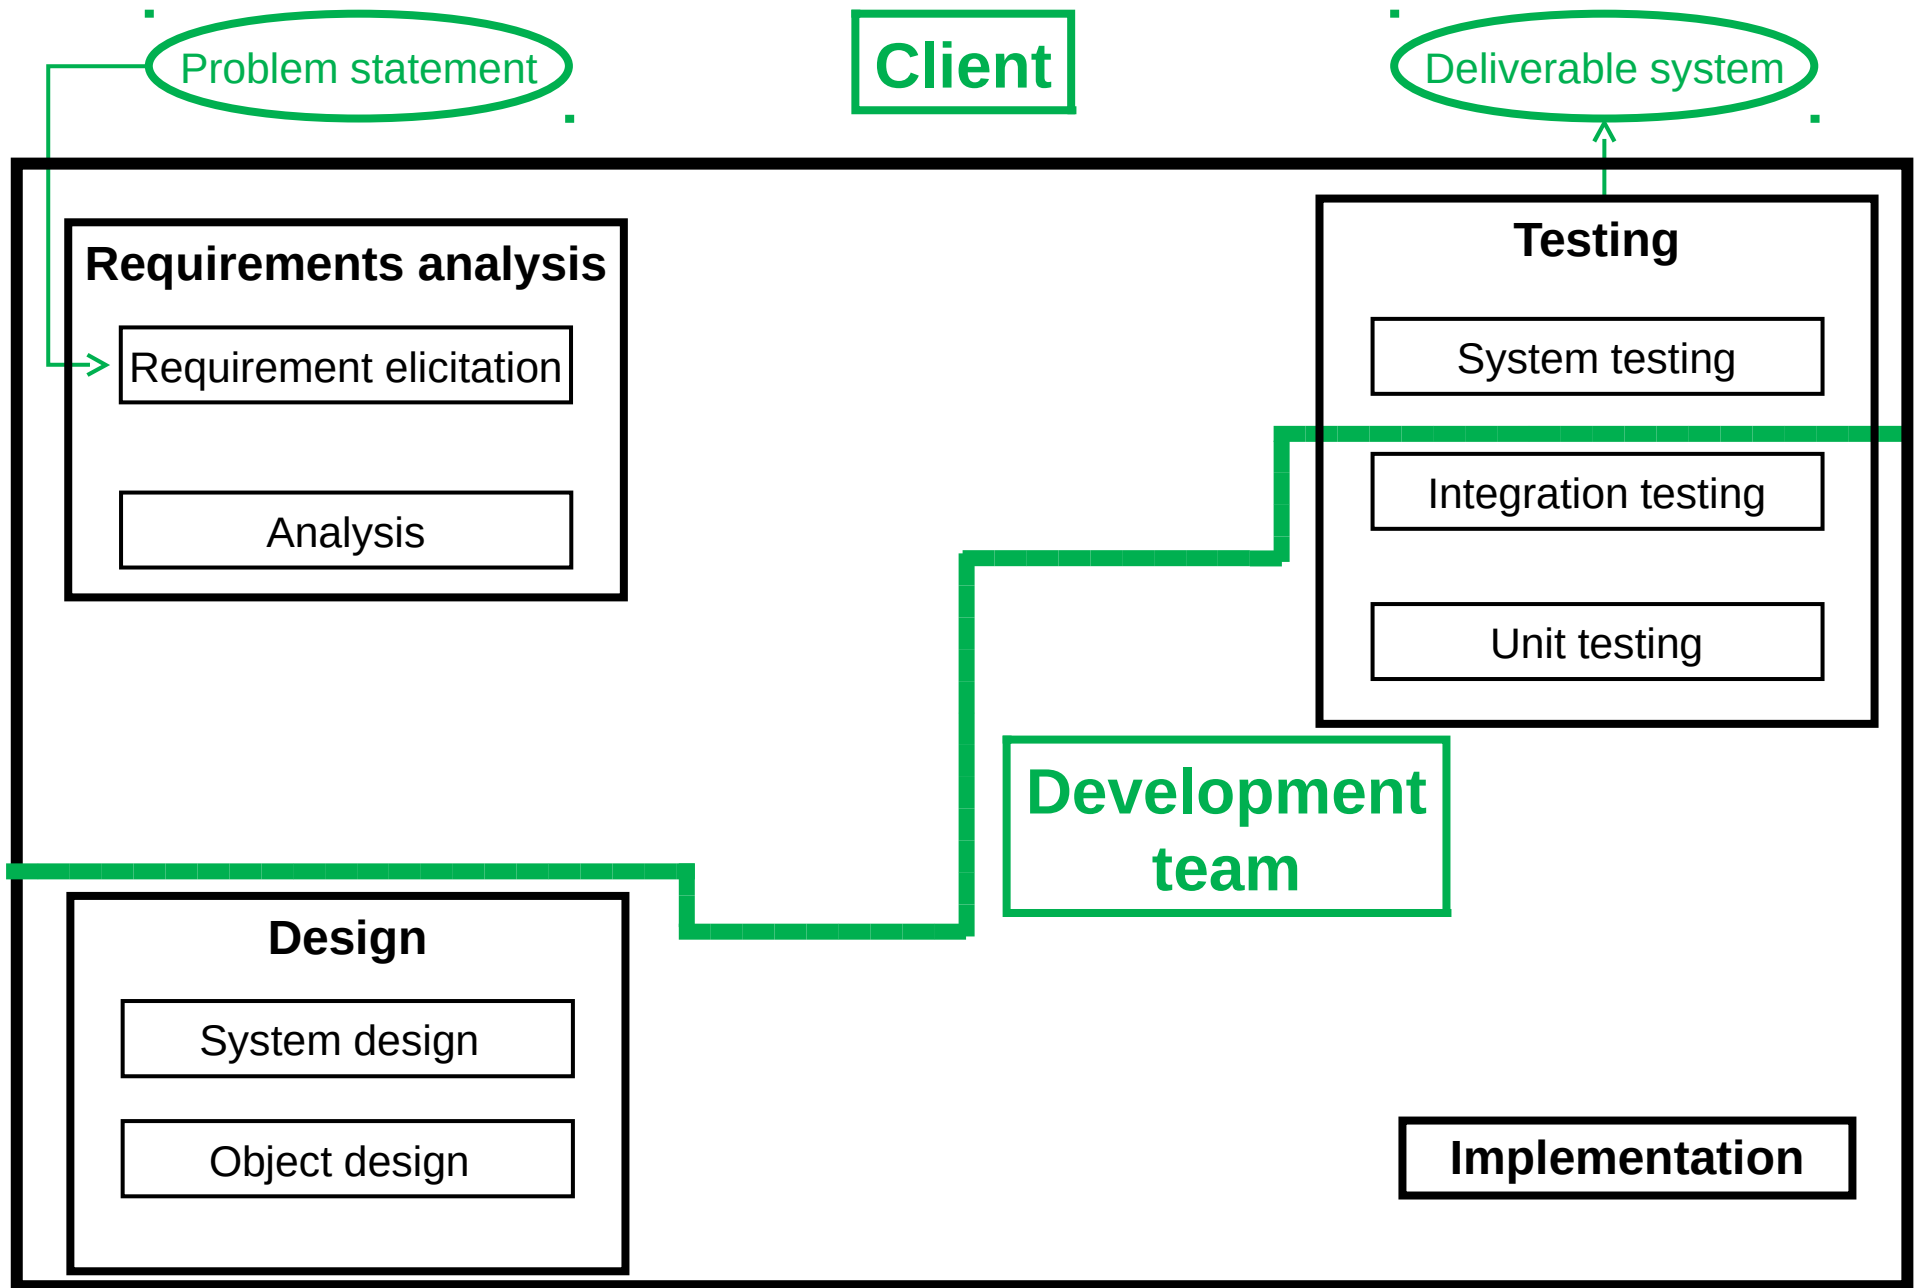 Problem statement
Client
Deliverable system
Requirements analysis
Requirement elicitation
Analysis
Testing
System testing
Integration testing
Unit testing
Development
team
Design
System design
Object design
Implementation